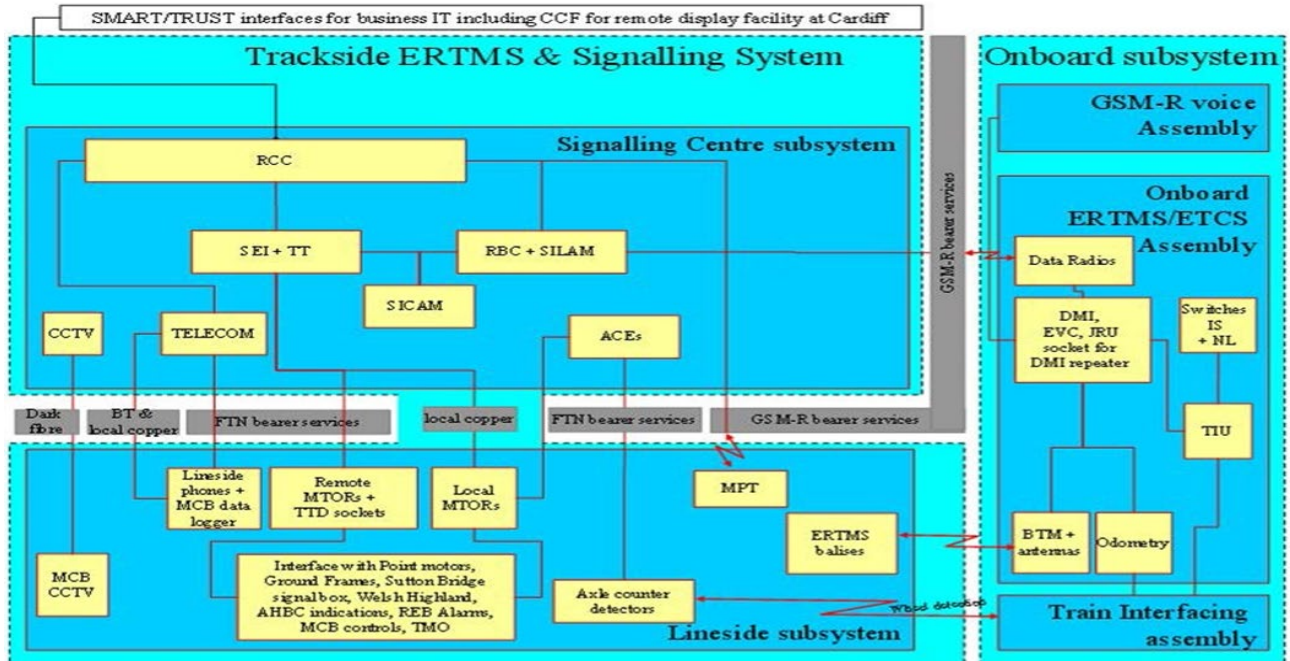 SMART/TRUST interfaces for business IT including CCF for remote display facility at Cardiff
Trackside ERTMS & Signalling System
Signalling Centre subsystem
RCC
SEI + TT
RBC + SILAM
SICAM
CCTV
TELECOM
ACEs
Dark
fibre
BT &
local copper
FTN bearer services
local copper
FTN bearer services
GSM-R bearer services
GSM-R bearer services
Lineside
phones +
MCB data
logger
Remote
MTORs +
TTD sockets
Local
MTORs
MPT
ERTMS
balises
MCB
CCTV
Interface with Point motors,
Ground Frames, Sutton Bridge
signal box, Welsh Highland,
AHBC indications, REB Alarms,
MCB controls, TMO
Axle counter
detectors
Wheel detection
Lineside subsystem
Onboard subsystem
GSM-R voice
Assembly
Onboard
ERTMS/ETCS
Assembly
Data Radios
DMI,
EVC, JRU
socket for
DMI repeater
Switches
IS
+ NL
TIU
BTM +
antennas
Odometry
Train Interfacing
assembly